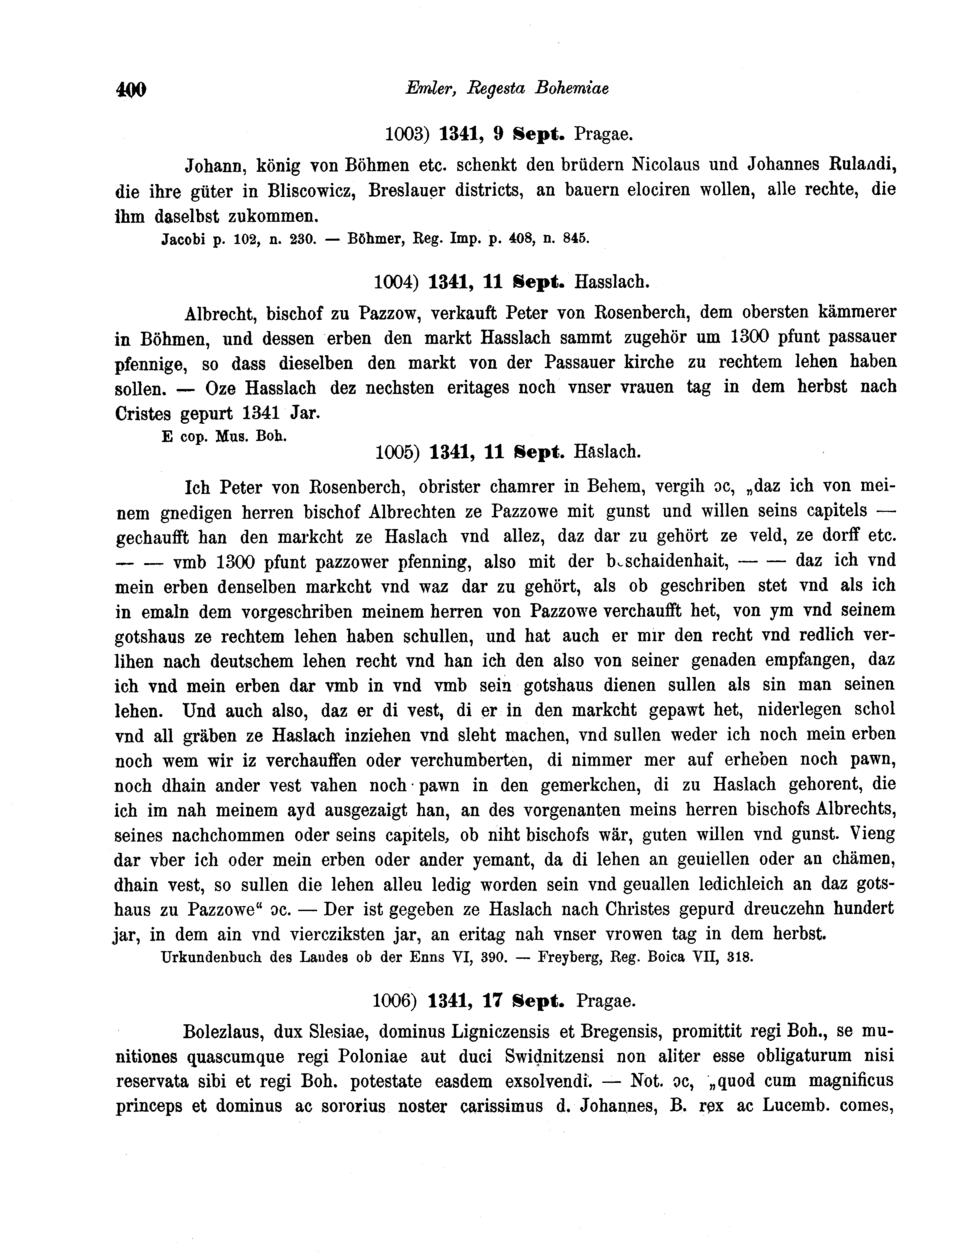 400
Emler, Regesta Bohemiae
1003) 1341, 9 Sept. Pragae.
Johann, könig von Böhmen etc. schenkt den brüdern Nicolaus und Johannes Rulandi,
die ihre güter in Bliscowicz, Breslauer districts, an bauern elociren wollen, alle rechte, die
ihm daselbst zukommen.
Jacobi p. 102, n. 230. — Böhmer, Reg. Imp. p. 408, n. 845.
1004) 1341, 11 Sept. Hasslach.
Albrecht, bischof zu Pazzow, verkauft Peter von Rosenberch, dem obersten kämmerer
in Böhmen, und dessen erben den markt Hasslach sammt zugehör um 1300 pfunt passauer
pfennige, so dass dieselben den markt von der Passauer kirche zu rechtem lehen haben
sollen. — Oze Hasslach dez nechsten eritages noch vnser vrauen tag in dem herbst nach
Cristes gepurt 1341 Jar.
E cop. Mus. Boh.
1005) 1341, 11 Sept. Häslach.
Ich Peter von Rosenberch, obrister chamrer in Behem, vergih ɔc, „daz ich von mei-
nem gnedigen herren bischof Albrechten ze Pazzowe mit gunst und willen seins capitels —
gechaufft han den markcht ze Haslach vnd allez, daz dar zu gehört ze veld, ze dorff etc.
— — vmb 1300 pfunt pazzower pfenning, also mit der beschaidenhait, — — daz ich vnd
mein erben denselben markcht vnd waz dar zu gehört, als ob geschriben stet vnd als ich
in emaln dem vorgeschriben meinem herren von Pazzowe verchaufft het, von ym vnd seinem
gotshaus ze rechtem lehen haben schullen, und hat auch er mir den recht vnd redlich ver-
lihen nach deutschem lehen recht vnd han ich den also von seiner genaden empfangen, daz
ich vnd mein erben dar vmb in vnd vmb sein gotshaus dienen sullen als sin man seinen
lehen. Und auch also, daz er di vest, di er in den markcht gepawt het, niderlegen schol
vnd all gräben ze Haslach inziehen vnd sleht machen, vnd sullen weder ich noch mein erben
noch wem wir iz verchauffen oder verchumberten, di nimmer mer auf erheben noch pawn,
noch dhain ander vest vahen noch pawn in den gemerkchen, di zu Haslach gehorent, die
ich im nah meinem ayd ausgezaigt han, an des vorgenanten meins herren bischofs Albrechts,
seines nachchommen oder seins capitels, ob niht bischofs wär, guten willen vnd gunst. Vieng
dar vber ich oder mein erben oder ander yemant, da di lehen an geuiellen oder an chämen,
dhain vest, so sullen die lehen alleu ledig worden sein vnd geuallen ledichleich an daz gots-
haus zu Pazzowe“ ɔc. — Der ist gegeben ze Haslach nach Christes gepurd dreuczehn hundert
jar, in dem ain vnd viercziksten jar, an eritag nah vnser vrowen tag in dem herbst.
Urkundenbuch des Landes ob der Enns VI, 390. — Freyberg, Reg. Boica VII, 318.
1006) 1341, 17 Sept. Pragae.
Bolezlaus, dux Slesiae, dominus Ligniczensis et Bregensis, promittit regi Boh., se mu-
nitiones quascumque regi Poloniae aut duci Swidnitzensi non aliter esse obligaturum nisi
reservata sibi et regi Boh. potestate easdem exsolvendi. — Not. ɔc, „quod cum magnificus
princeps et dominus ac sororius noster carissimus d. Johannes, B. rex ac Lucemb. comes,